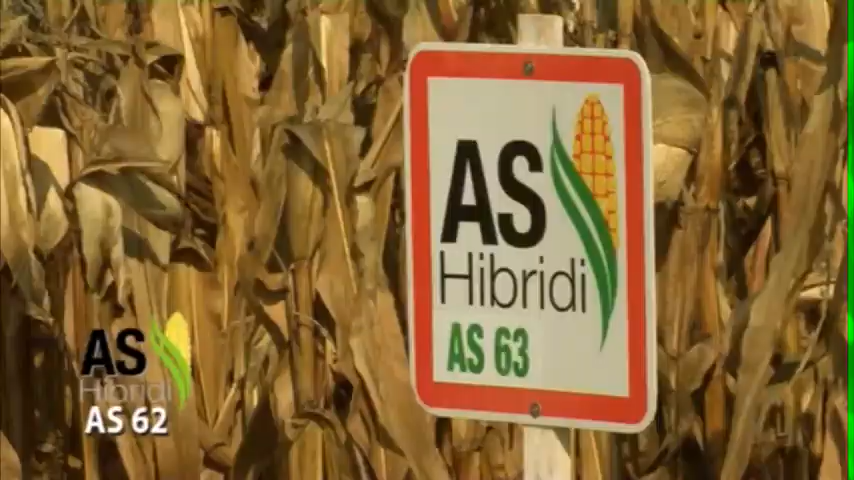 AS
Hibridi
AS 63
AS
Hibridi
AS 62